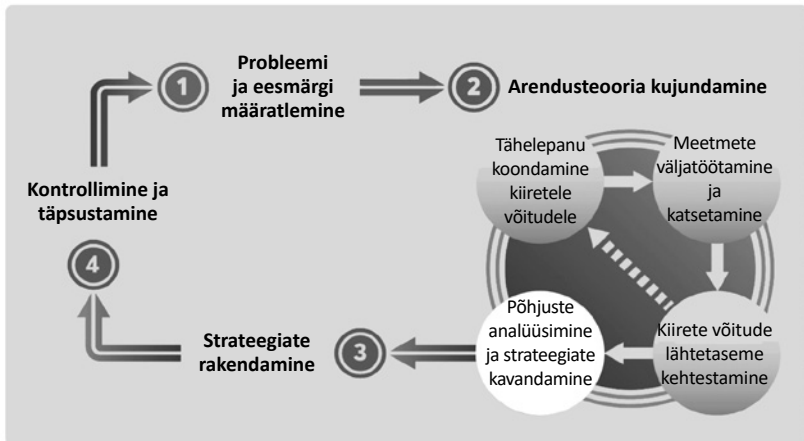 1
Probleemi
ja eesmärgi
määratlemine
2
Arendusteooria kujundamine
Tähelepanu
koondamine
kiiretele
võitudele
Meetmete
väljatöötamine
ja
katsetamine
Kiirete võitude
lähtetaseme
kehtestamine
Põhjuste
analüüsimine
ja strateegiate
kavandamine
3
Strateegiate
rakendamine
4
Kontrollimine ja
täpsustamine